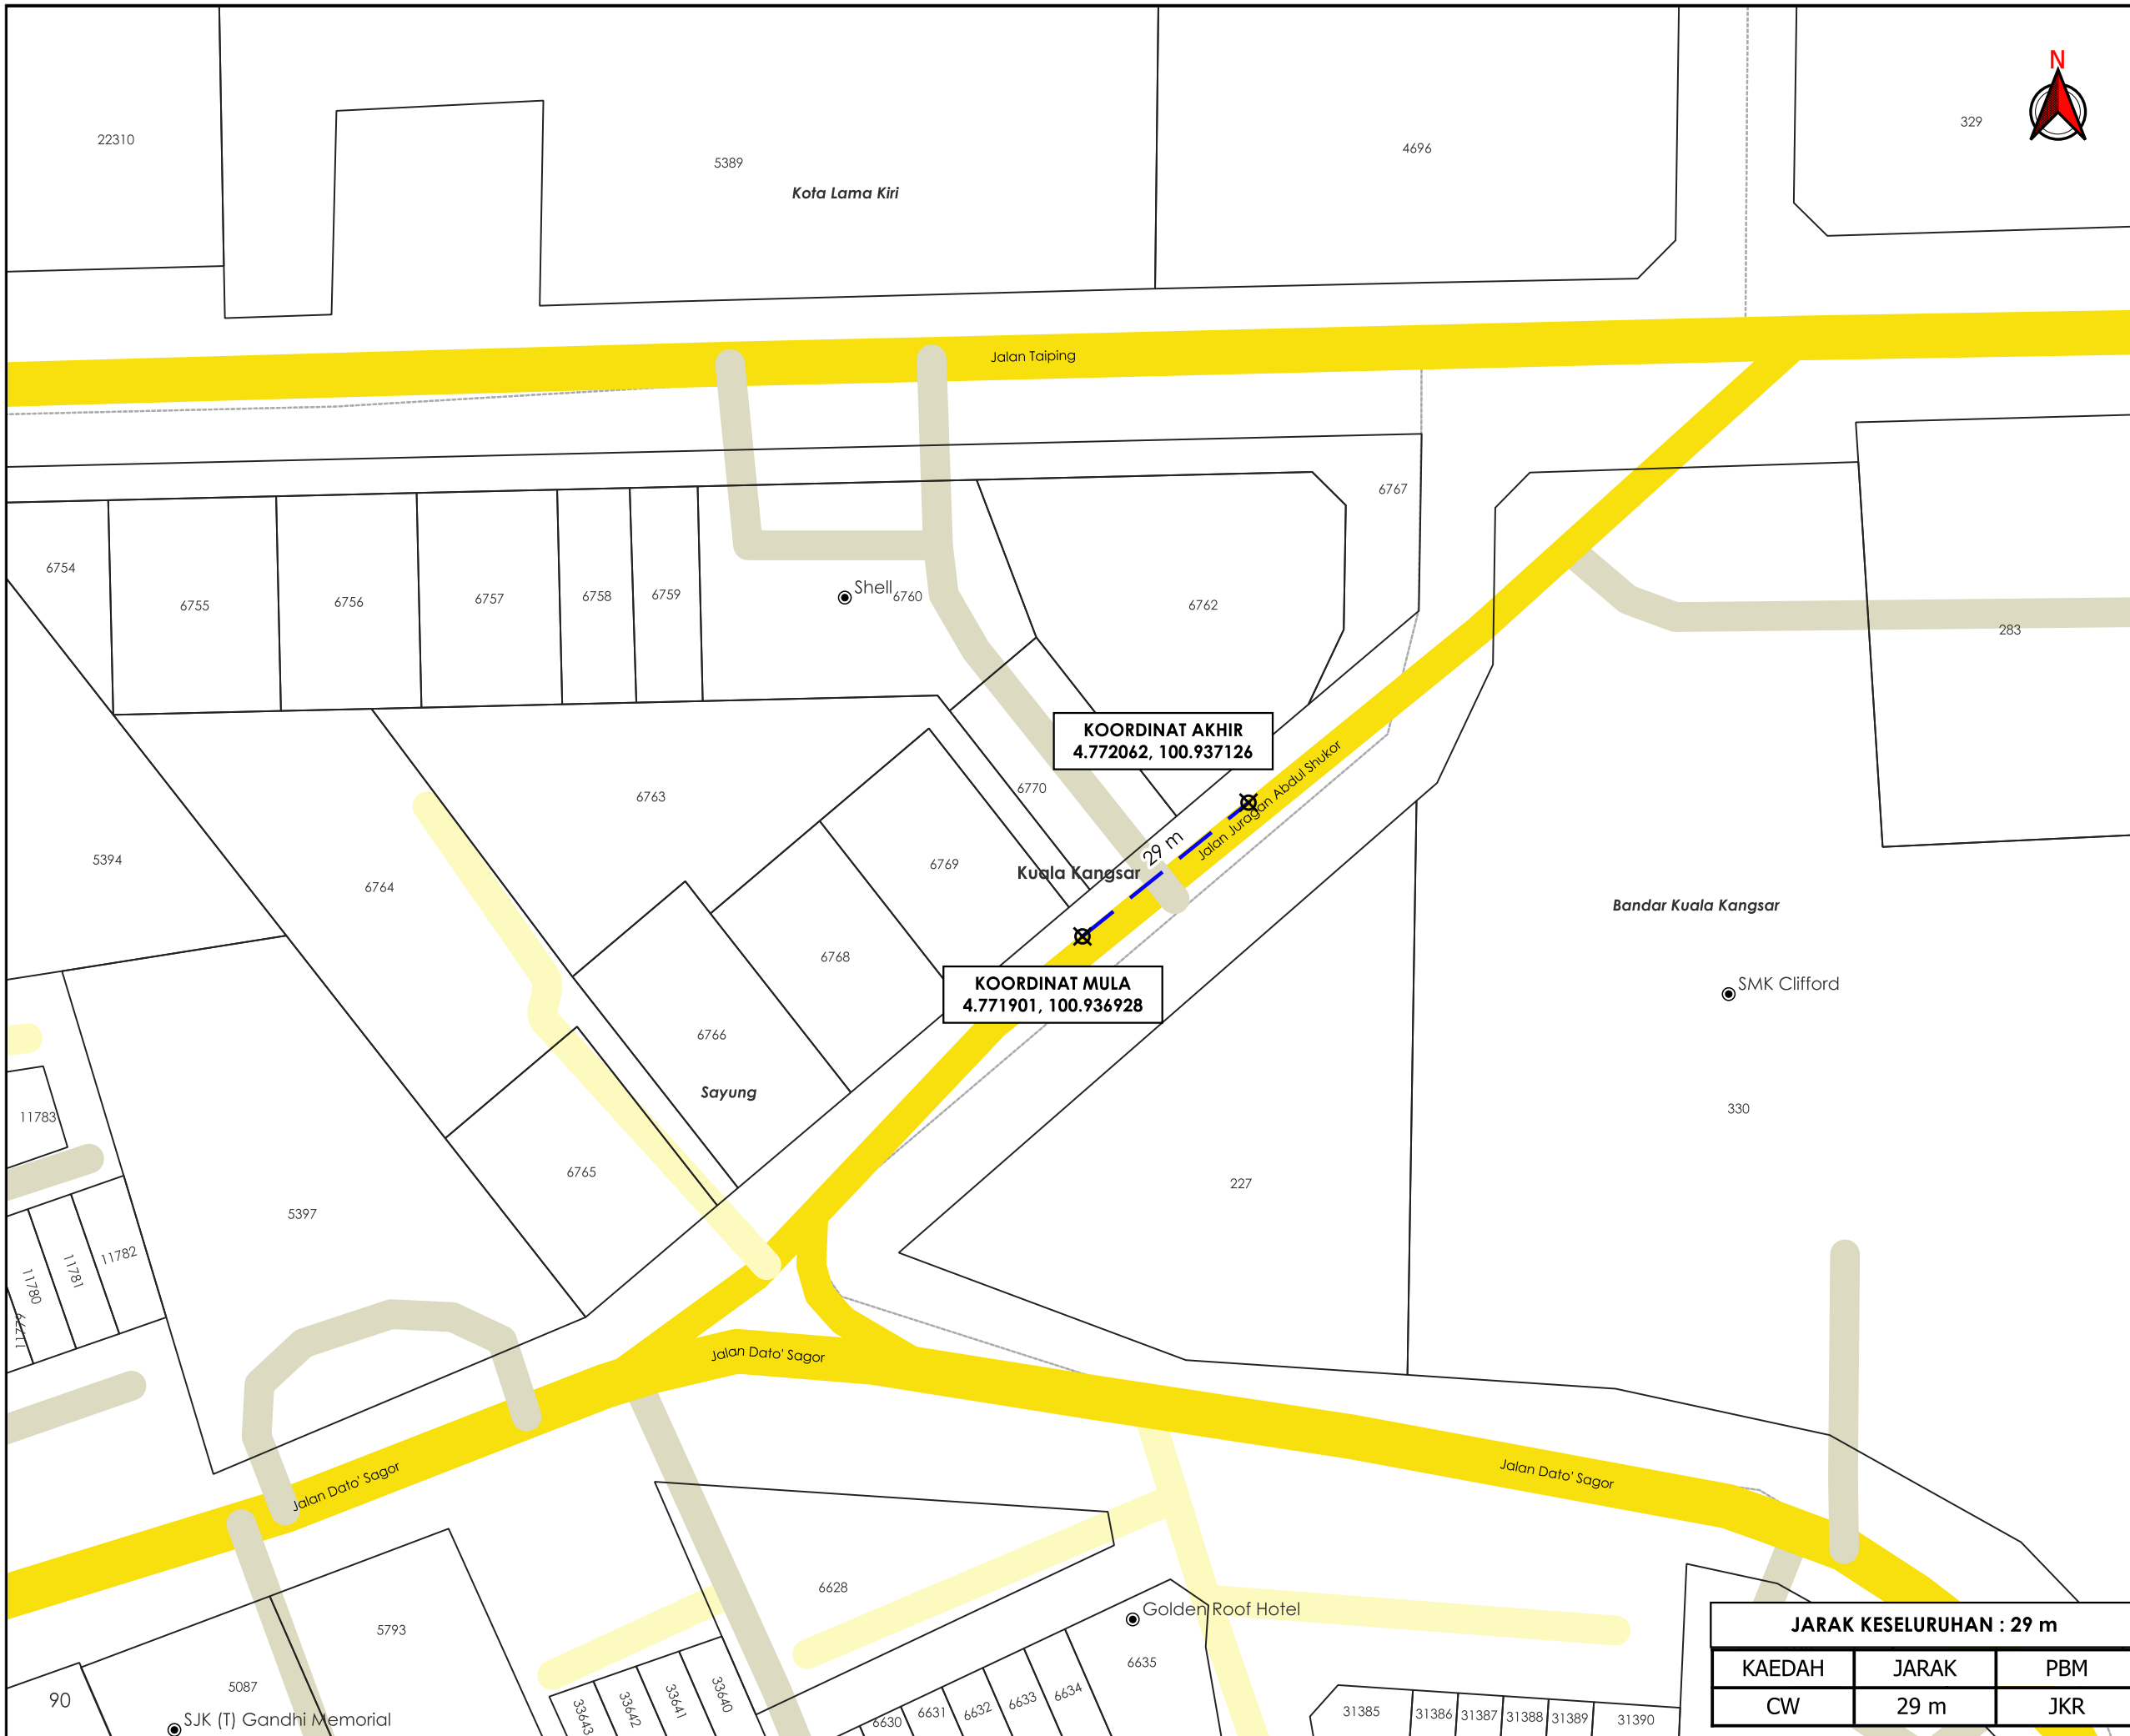 N
22310
5389
4696
329
Kota Lama Kiri
Jalan Taiping
6767
6754
6755
6756
6757
6758
6759
Shell
6760
6762
283
KOORDINAT AKHIR
4.772062, 100.937126
6763
6770
Jalan Juragan Abdul Shukor
29 m
5394
6764
6769
Kuala Kangsar
Bandar Kuala Kangsar
6768
KOORDINAT MULA
4.771901, 100.936928
SMK Clifford
6766
Sayung
330
11783
6765
227
5397
11782
11781
11780
11779
Jalan Dato' Sagor
Jalan Dato' Sagor
Jalan Dato' Sagor
6628
Golden Roof Hotel
5793
6635
90
5087
SJK (T) Gandhi Memorial
33643
33642
33641
33640
6630
6631
6632
6633
6634
31385
31386
31387
31388
31389
31390
JARAK KESELURUHAN : 29 m
KAEDAH JARAK PBM
CW 29 m JKR